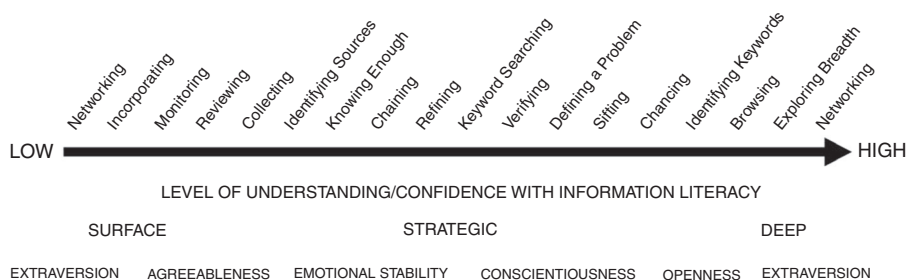 Networking
Incorporating
Monitoring
Reviewing
Collecting
Identifying Sources
Knowing Enough
Chaining
Refining
Keyword Searching
Verifying
Defining a Problem
Sifting
Chancing
Identifying Keywords
Browsing
Exploring Breadth
Networking
LOW HIGH
LEVEL OF UNDERSTANDING/CONFIDENCE WITH INFORMATION LITERACY
SURFACE STRATEGIC DEEP
EXTRAVERSION AGREEABLENESS EMOTIONAL STABILITY CONSCIENTIOUSNESS OPENNESS EXTRAVERSION